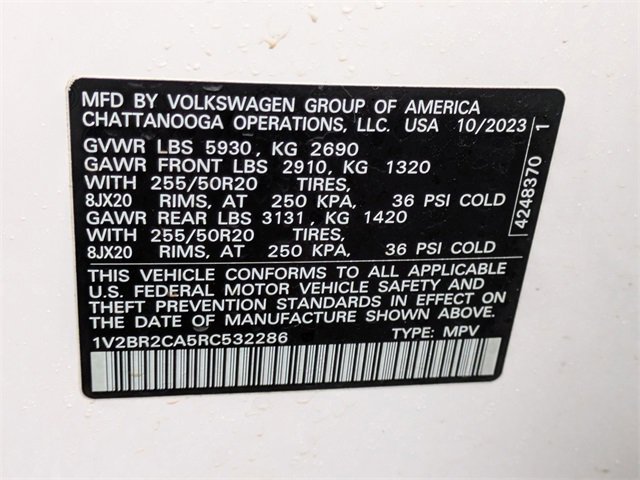 MFD BY VOLKSWAGEN GROUP OF AMERICA
CHATTANOOGA OPERATIONS, LLC. USA 10/2023
GVWR LBS 5930, KG 2690
GAWR FRONT LBS 2910, KG 1320
WITH 255/50R20 TIRES,
8JX20 RIMS, AT 250 KPA, 36 PSI COLD
GAWR REAR LBS 3131, KG 1420
WITH 255/50R20 TIRES,
8JX20 RIMS, AT 250 KPA, 36 PSI COLD
THIS VEHICLE CONFORMS TO ALL APPLICABLE
U.S. FEDERAL MOTOR VEHICLE SAFETY AND
THEFT PREVENTION STANDARDS IN EFFECT ON
THE DATE OF MANUFACTURE SHOWN ABOVE.
1V2BR2CA5RC532286 TYPE: MPV
4248370 1